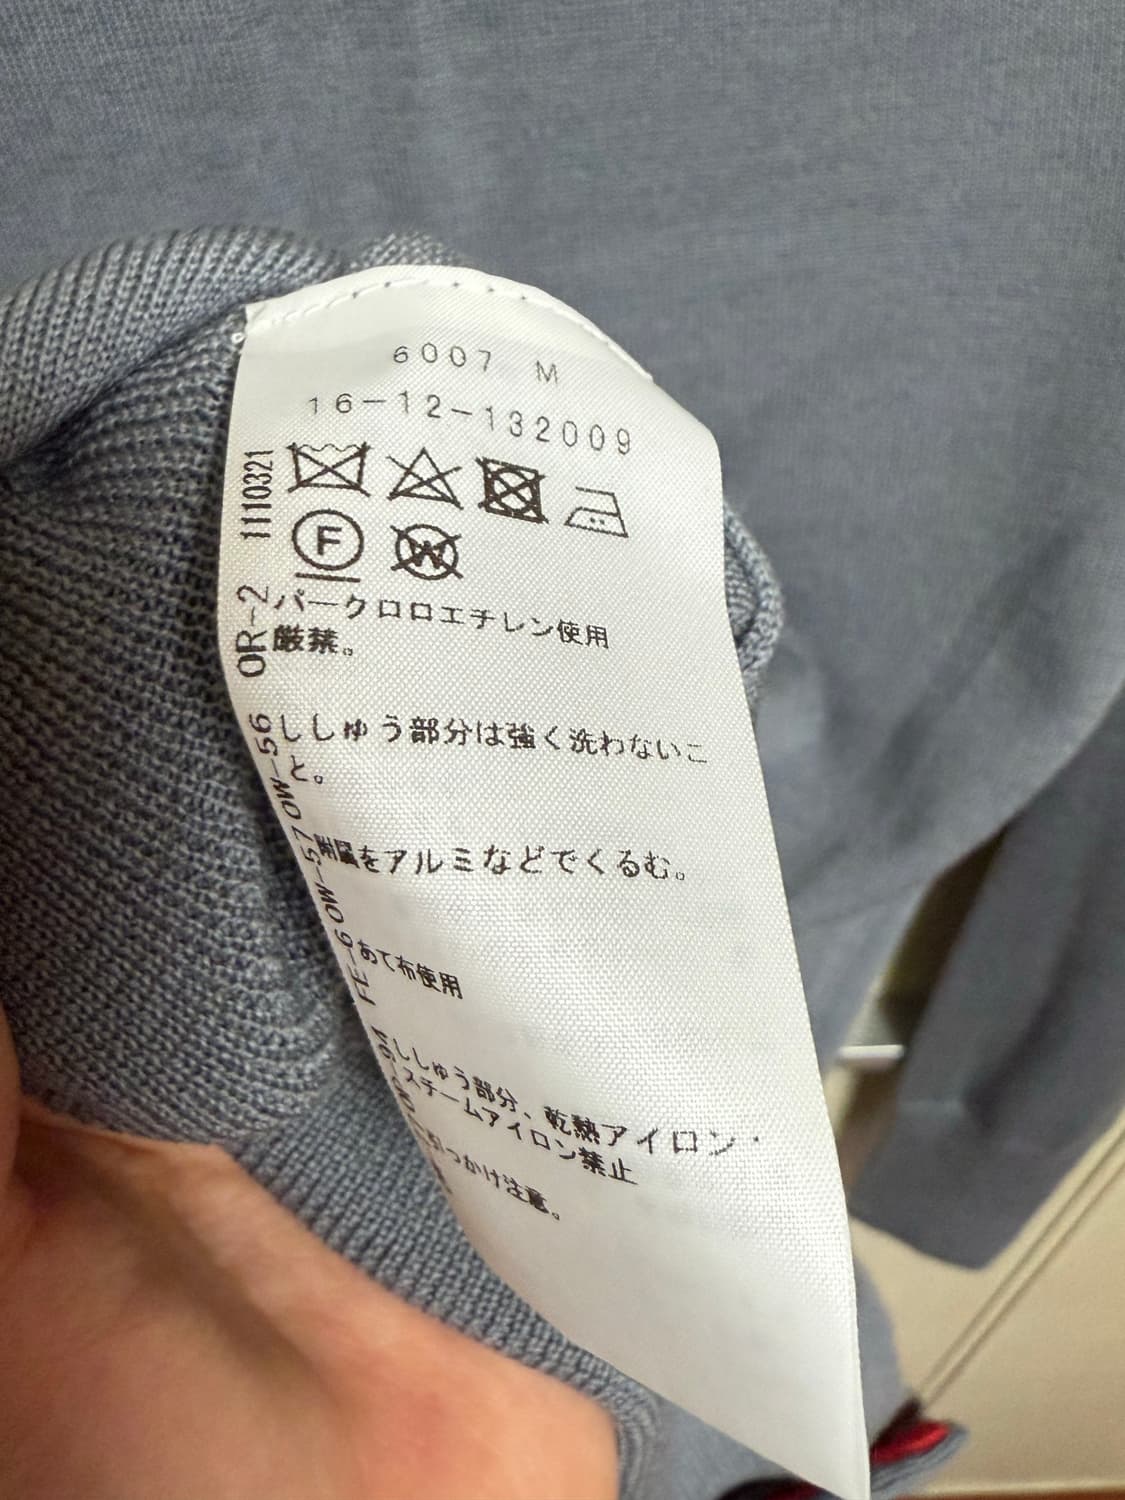 6007 M
16-12-132009
1110321
F
W
OR-2
パークロロエチレン使用
厳禁。
OW-56
ししゅう部分は強く洗わないこ
と。
OW-57
金属をアルミなどでくるむ。
FE-6
あて布使用
ししゅう部分、乾熱アイロン・
スチームアイロン禁止
引っかけ注意。